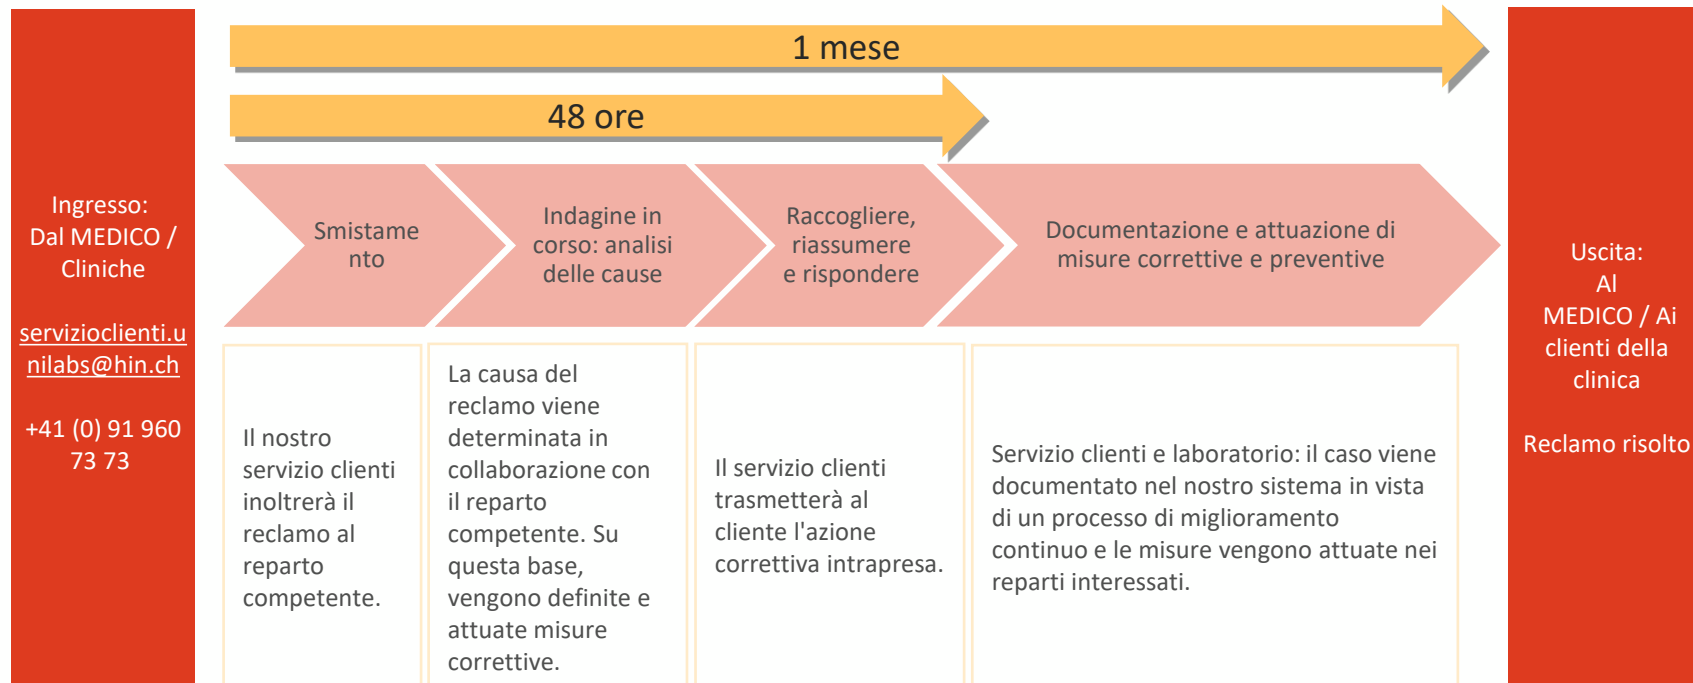 1 mese
48 ore
Ingresso:
Dal MEDICO /
Cliniche
servizioclienti.u
nilabs@hin.ch
+41 (0) 91 960
73 73
Smistame
nto
Indagine in
corso: analisi
delle cause
Raccogliere,
riassumere
e rispondere
Documentazione e attuazione di
misure correttive e preventive
Il nostro
servizio clienti
inoltrerà il
reclamo al
reparto
competente.
La causa del
reclamo viene
determinata in
collaborazione con
il reparto
competente. Su
questa base,
vengono definite e
attuate misure
correttive.
Il servizio clienti
trasmetterà al
cliente l'azione
correttiva intrapresa.
Servizio clienti e laboratorio: il caso viene
documentato nel nostro sistema in vista
di un processo di miglioramento
continuo e le misure vengono attuate nei
reparti interessati.
Uscita:
Al
MEDICO / Ai
clienti della
clinica
Reclamo risolto